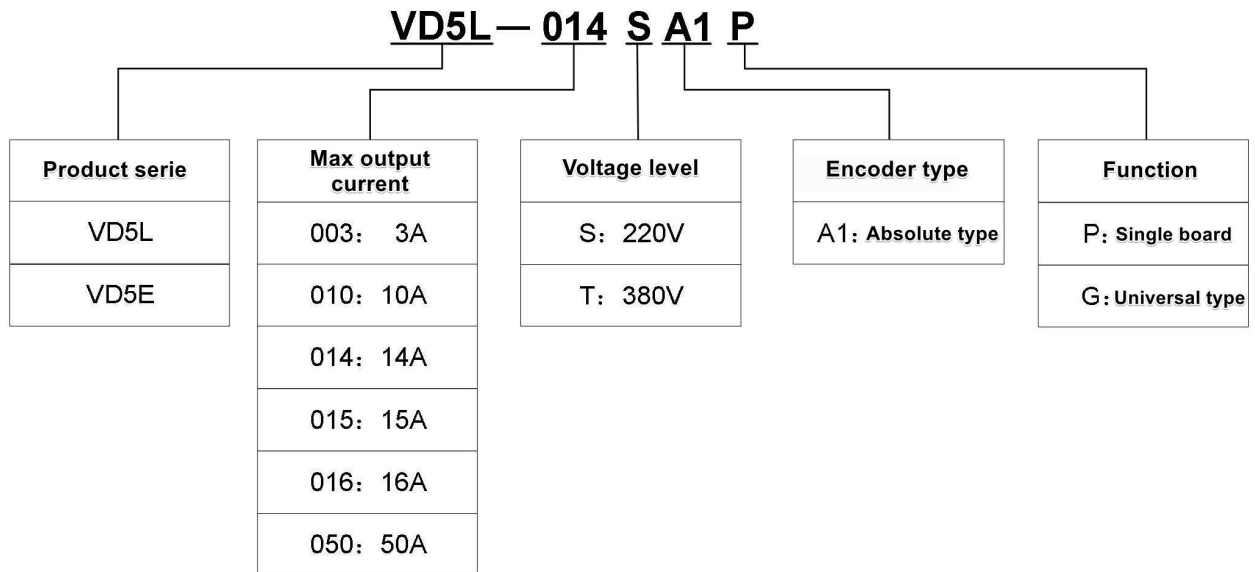 VD5L—014 S A1 P
Product serie
VD5L
VD5E
Max output
current
003: 3A
010: 10A
014: 14A
015: 15A
016: 16A
050: 50A
Voltage level
S: 220V
T: 380V
Encoder type
A1: Absolute type
Function
P: Single board
G: Universal type